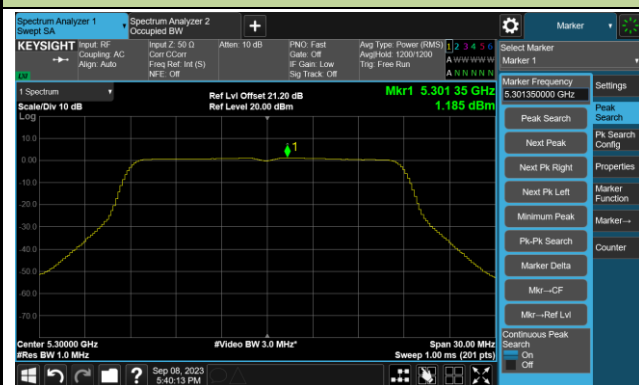 Spectrum Analyzer 1
Swept SA
Spectrum Analyzer 2
Occupied BW
+
Marker
KEYSIGHT
Input: RF
Coupling: AC
Align: Auto
Input Z: 50 Ω
Corr CCorr
Freq Ref: Int (S)
NFE: Off
Atten: 10 dB
PNO: Fast
Gate: Off
IF Gain: Low
Sig Track: Off
Avg Type: Power (RMS)
Avg|Hold: 1200/1200
Trig: Free Run
1 2 3 4 5 6
A W W W W W
A N N N N N
Select Marker
Marker 1
1 Spectrum
Scale/Div 10 dB
Log
Ref Lvl Offset 21.20 dB
Ref Level 20.00 dBm
Mkr1 5.301 35 GHz
1.185 dBm
10.0
0.00
-10.0
-20.0
-30.0
-40.0
-50.0
-60.0
-70.0
1
Center 5.30000 GHz
#Res BW 1.0 MHz
#Video BW 3.0 MHz*
Span 30.00 MHz
Sweep 1.00 ms (201 pts)
Marker Frequency
5.301350000 GHz
Peak Search
Next Peak
Next Pk Right
Next Pk Left
Minimum Peak
Pk-Pk Search
Marker Delta
Mkr→CF
Mkr→Ref Lvl
Continuous Peak
Search
On
Off
Settings
Peak
Search
Pk Search
Config
Properties
Marker
Function
Marker→
Counter
?
Sep 08, 2023
5:40:13 PM